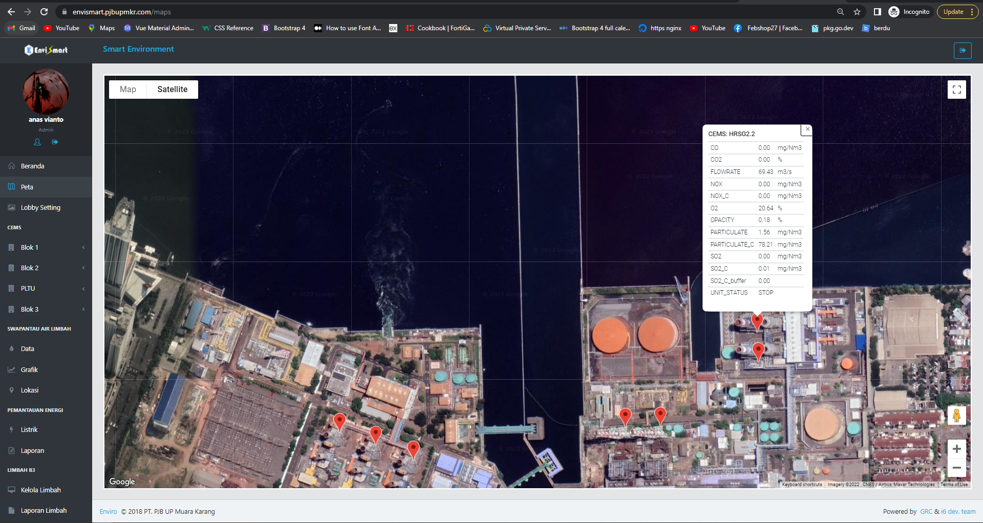 envismart.pjbupmkr.com/maps
Incognito
Update
Gmail
YouTube
Maps
Vue Material Admin...
CSS Reference
Bootstrap 4
How to use Font A...
Cookbook | FortiGa...
Virtual Private Serv...
Bootstrap 4 full cale...
https nginx
YouTube
Febshop27 | Faceb...
pkg.go.dev
berdu
EnviSmart
Smart Environment
anas vianto
Admin
Beranda
Peta
Lobby Setting
CEMS
Blok 1
Blok 2
PLTU
Blok 3
SWAPANTAU AIR LIMBAH
Data
Grafik
Lokasi
PEMANTAUAN ENERGI
Listrik
Laporan
LIMBAH B3
Kelola Limbah
Laporan Limbah
Map Satellite
CEMS: HRSG2.2
CO 0.00 mg/Nm3
CO2 0.00 %
FLOWRATE 69.43 m3/s
NOX 0.00 mg/Nm3
NOX_C 0.00 mg/Nm3
O2 20.64 %
OPACITY 0.18 %
PARTICULATE 1.56 mg/Nm3
PARTICULATE_C 78.21 mg/Nm3
SO2 0.00 mg/Nm3
SO2_C 0.01 mg/Nm3
SO2_C_buffer 0.00
UNIT_STATUS STOP
Google
Keyboard shortcuts
Imagery ©2022 , CNES / Airbus, Maxar Technologies
Terms of Use
Enviro © 2018 PT. PJB UP Muara Karang
Powered by GRC & i6 dev. team